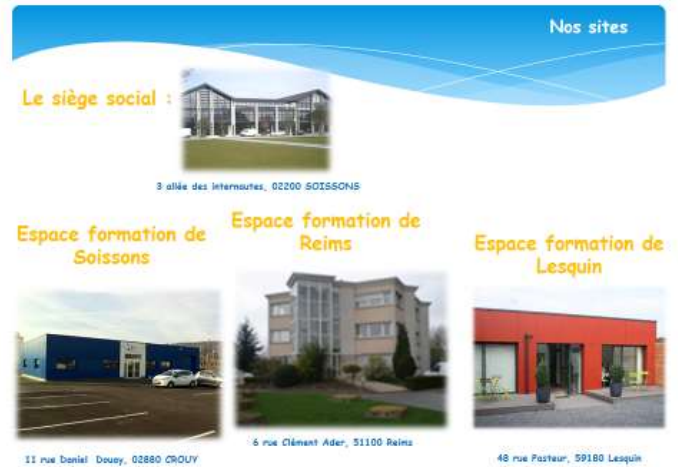 Nos sites
Le siège social :
3 allée des internautes, 02200 SOISSONS
Espace formation de
Soissons
Espace formation de
Reims
Espace formation de
Lesquin
11 rue Daniel Douay, 02880 CROUY
6 rue Clément Ader, 51100 Reims
48 rue Pasteur, 59180 Lesquin